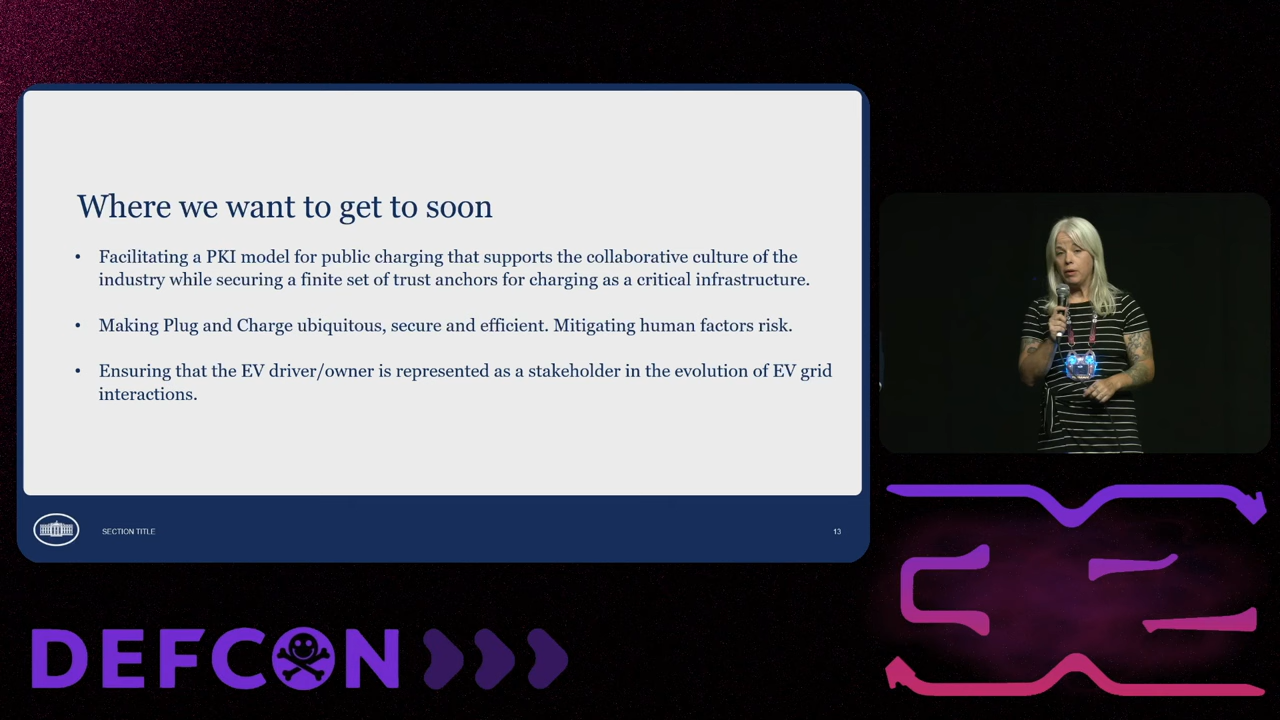 Where we want to get to soon
• Facilitating a PKI model for public charging that supports the collaborative culture of the
industry while securing a finite set of trust anchors for charging as a critical infrastructure.
• Making Plug and Charge ubiquitous, secure and efficient. Mitigating human factors risk.
• Ensuring that the EV driver/owner is represented as a stakeholder in the evolution of EV grid
interactions.
SECTION TITLE
13
DEFCON